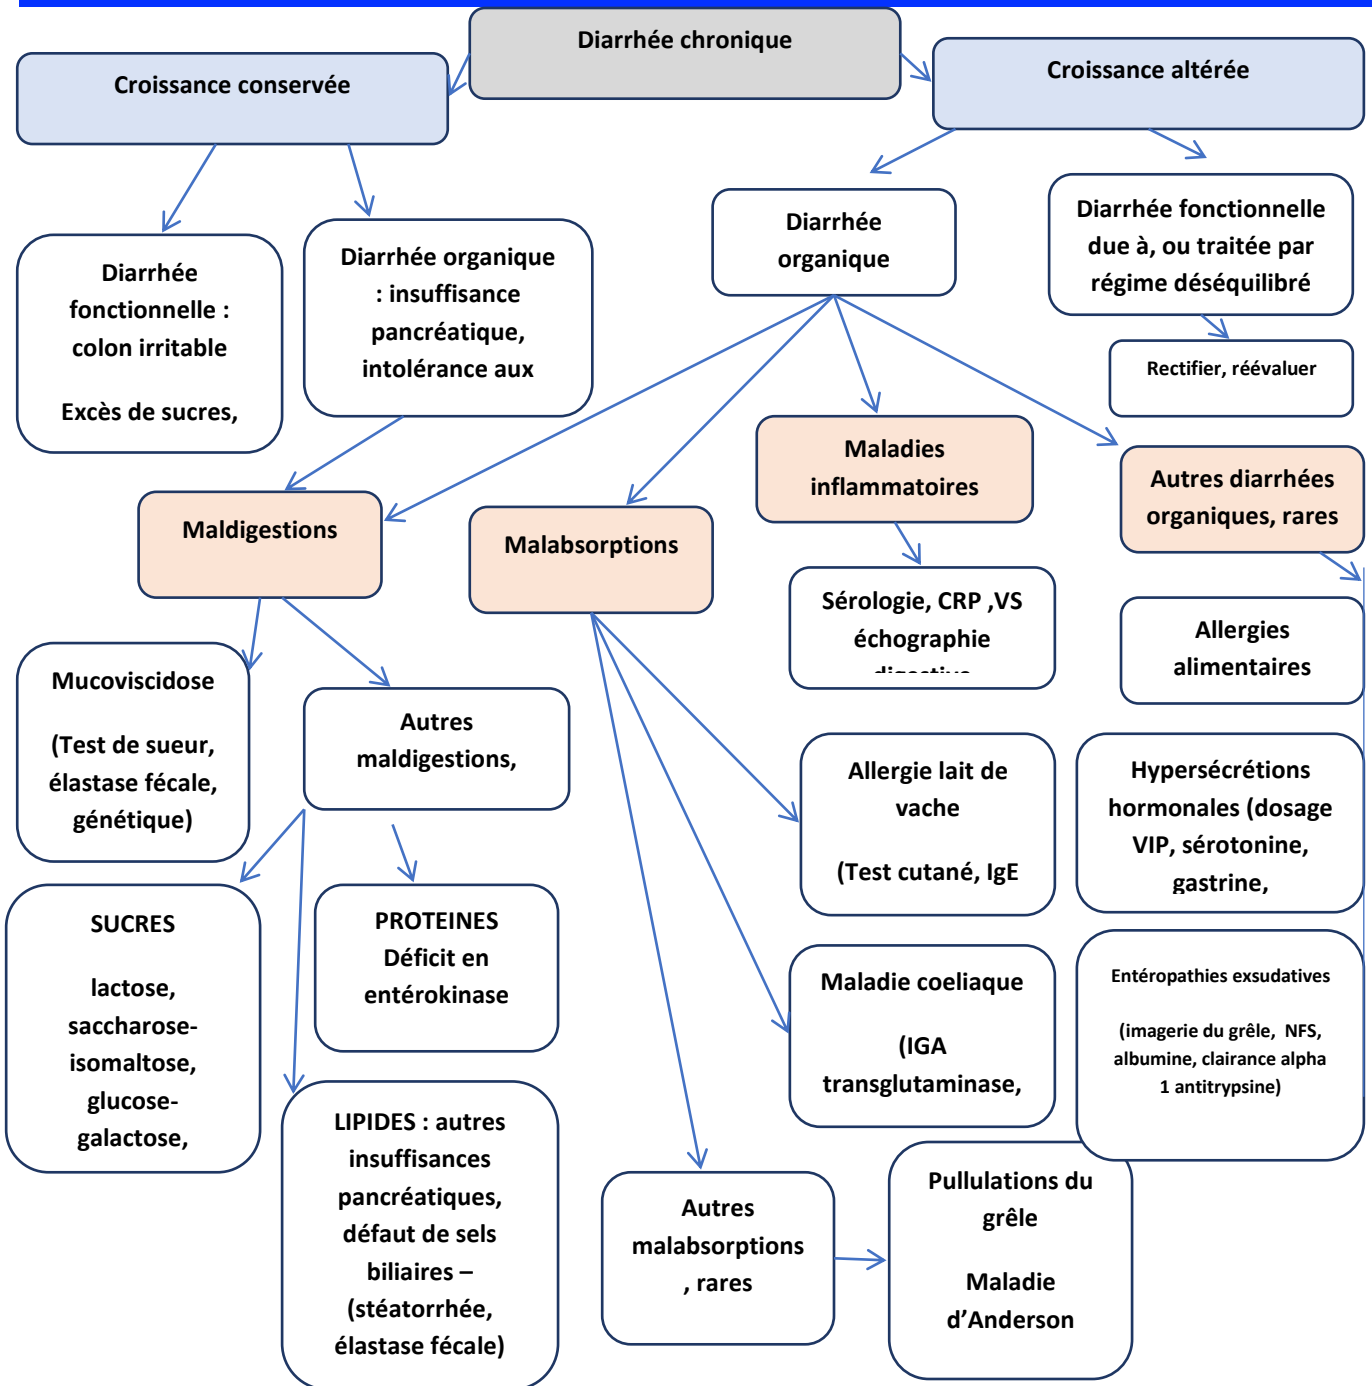 Diarrhée chronique
Croissance conservée
Croissance altérée
Diarrhée
fonctionnelle :
colon irritable
Excès de sucres,
Diarrhée organique
: insuffisance
pancréatique,
intolérance aux
Diarrhée
organique
Diarrhée fonctionnelle
due à, ou traitée par
régime déséquilibré
Rectifier, réévaluer
Maldigestions
Malabsorptions
Maladies
inflammatoires
Autres diarrhées
organiques, rares
Sérologie, CRP ,VS
échographie
Allergies
alimentaires
Mucoviscidose
(Test de sueur,
élastase fécale,
génétique)
Autres
maldigestions,
Allergie lait de
vache
(Test cutané, IgE
Hypersécrétions
hormonales (dosage
VIP, sérotonine,
gastrine,
SUCRES
lactose,
saccharose-
isomaltose,
glucose-
galactose,
PROTEINES
Déficit en
entérokinase
Maladie coeliaque
(IGA
transglutaminase,
Entéropathies exsudatives
(imagerie du grêle, NFS,
albumine, clairance alpha
1 antitrypsine)
LIPIDES : autres
insuffisances
pancréatiques,
défaut de sels
biliaires –
(stéatorrhée,
élastase fécale)
Autres
malabsorptions
, rares
Pullulations du
grêle
Maladie
d’Anderson